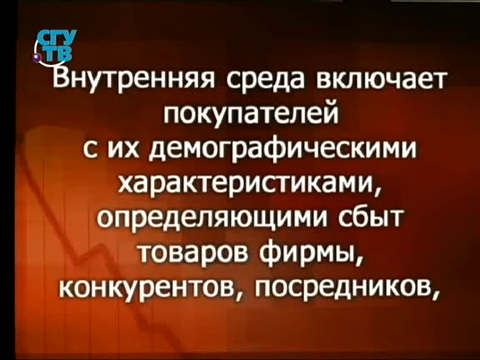 СГУ
ТВ
Внутренняя среда включает
покупателей
с их демографическими
характеристиками,
определяющими сбыт
товаров фирмы,
конкурентов, посредников,